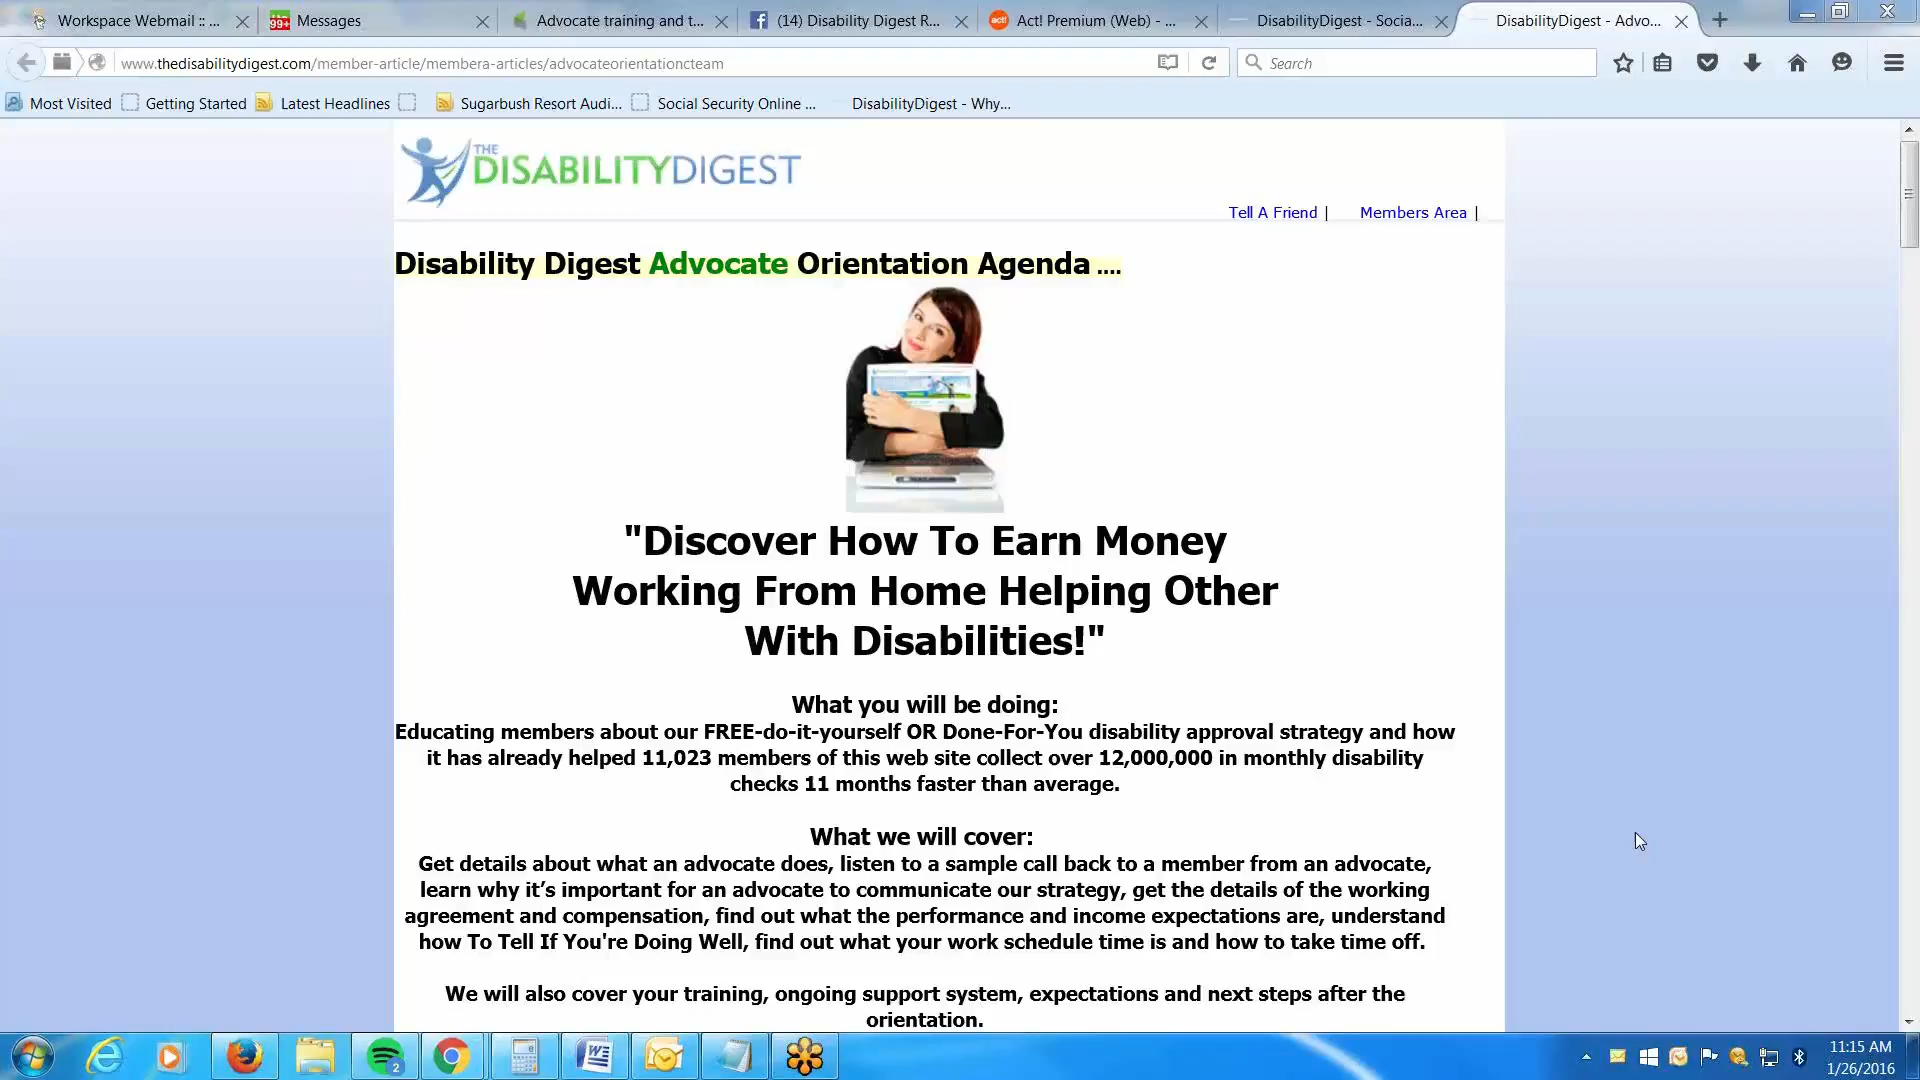 Workspace Webmail :: ...
Messages
Advocate training and t...
(14) Disability Digest R...
Act! Premium (Web) - ...
DisabilityDigest - Socia...
DisabilityDigest - Advo...
www.thedisabilitydigest.com/member-article/membera-articles/advocateorientationcteam
Search
Most Visited
Getting Started
Latest Headlines
Sugarbush Resort Audi...
Social Security Online ...
DisabilityDigest - Why...
THE DISABILITYDIGEST
Tell A Friend |
Members Area |
Disability Digest Advocate Orientation Agenda ....
"Discover How To Earn Money
Working From Home Helping Other
With Disabilities!"
What you will be doing:
Educating members about our FREE-do-it-yourself OR Done-For-You disability approval strategy and how
it has already helped 11,023 members of this web site collect over 12,000,000 in monthly disability
checks 11 months faster than average.
What we will cover:
Get details about what an advocate does, listen to a sample call back to a member from an advocate,
learn why it’s important for an advocate to communicate our strategy, get the details of the working
agreement and compensation, find out what the performance and income expectations are, understand
how To Tell If You're Doing Well, find out what your work schedule time is and how to take time off.
We will also cover your training, ongoing support system, expectations and next steps after the
orientation.
11:15 AM
1/26/2016